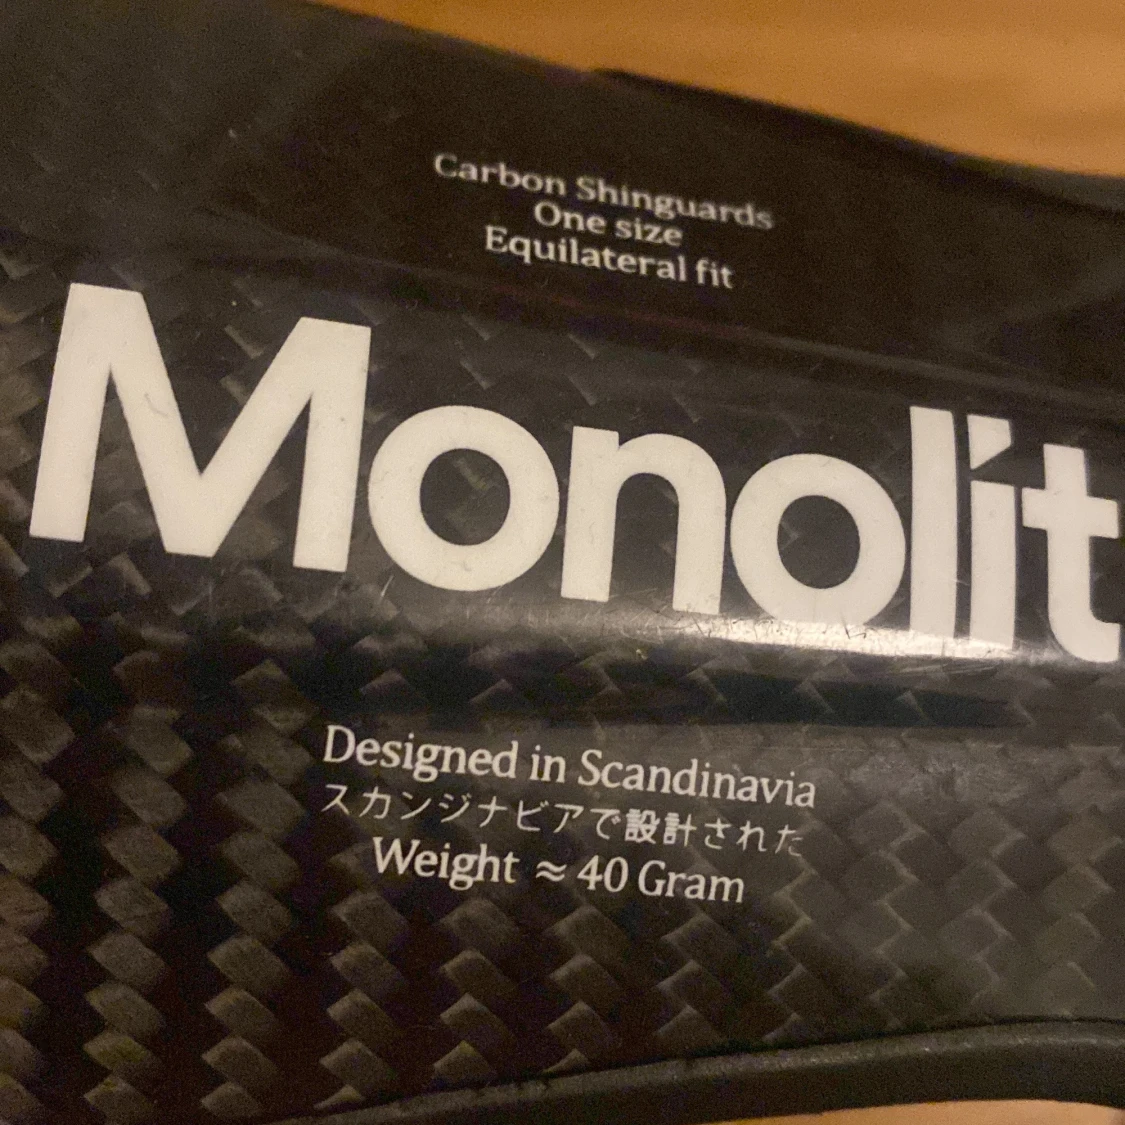 Carbon Shinguards
One size
Equilateral fit
Monolit
Designed in Scandinavia
スカンジナビアで設計された
Weight ≈ 40 Gram